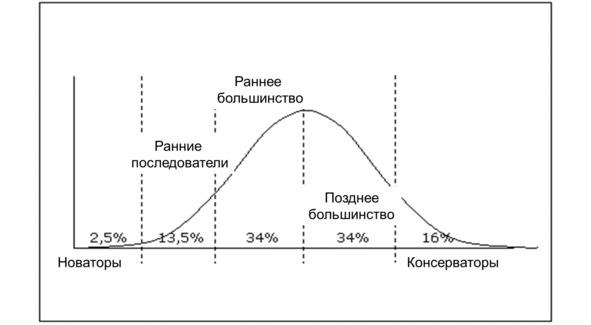 Раннее
большинство
Ранние
последователи
Позднее
большинство
2,5%
13,5%
34%
34%
16%
Новаторы
Консерваторы